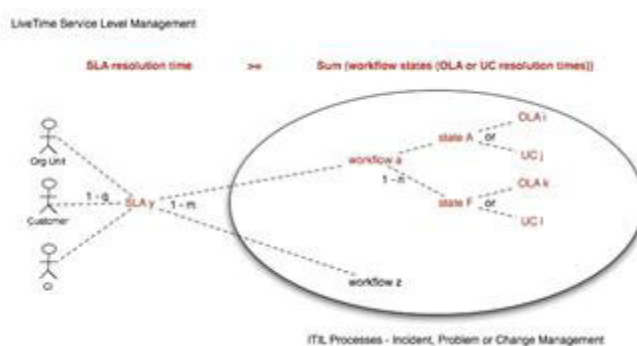 LiveTime Service Level Management
SLA resolution time >= Sum (workflow states (OLA or UC resolution times))
OLA i
state A or
Org Unit
UC j
workflow a
1 - n
OLA k
Customer
1 - q
SLA y
1 - m
state F or
UC l
CI
workflow z
ITIL Processes - Incident, Problem or Change Management